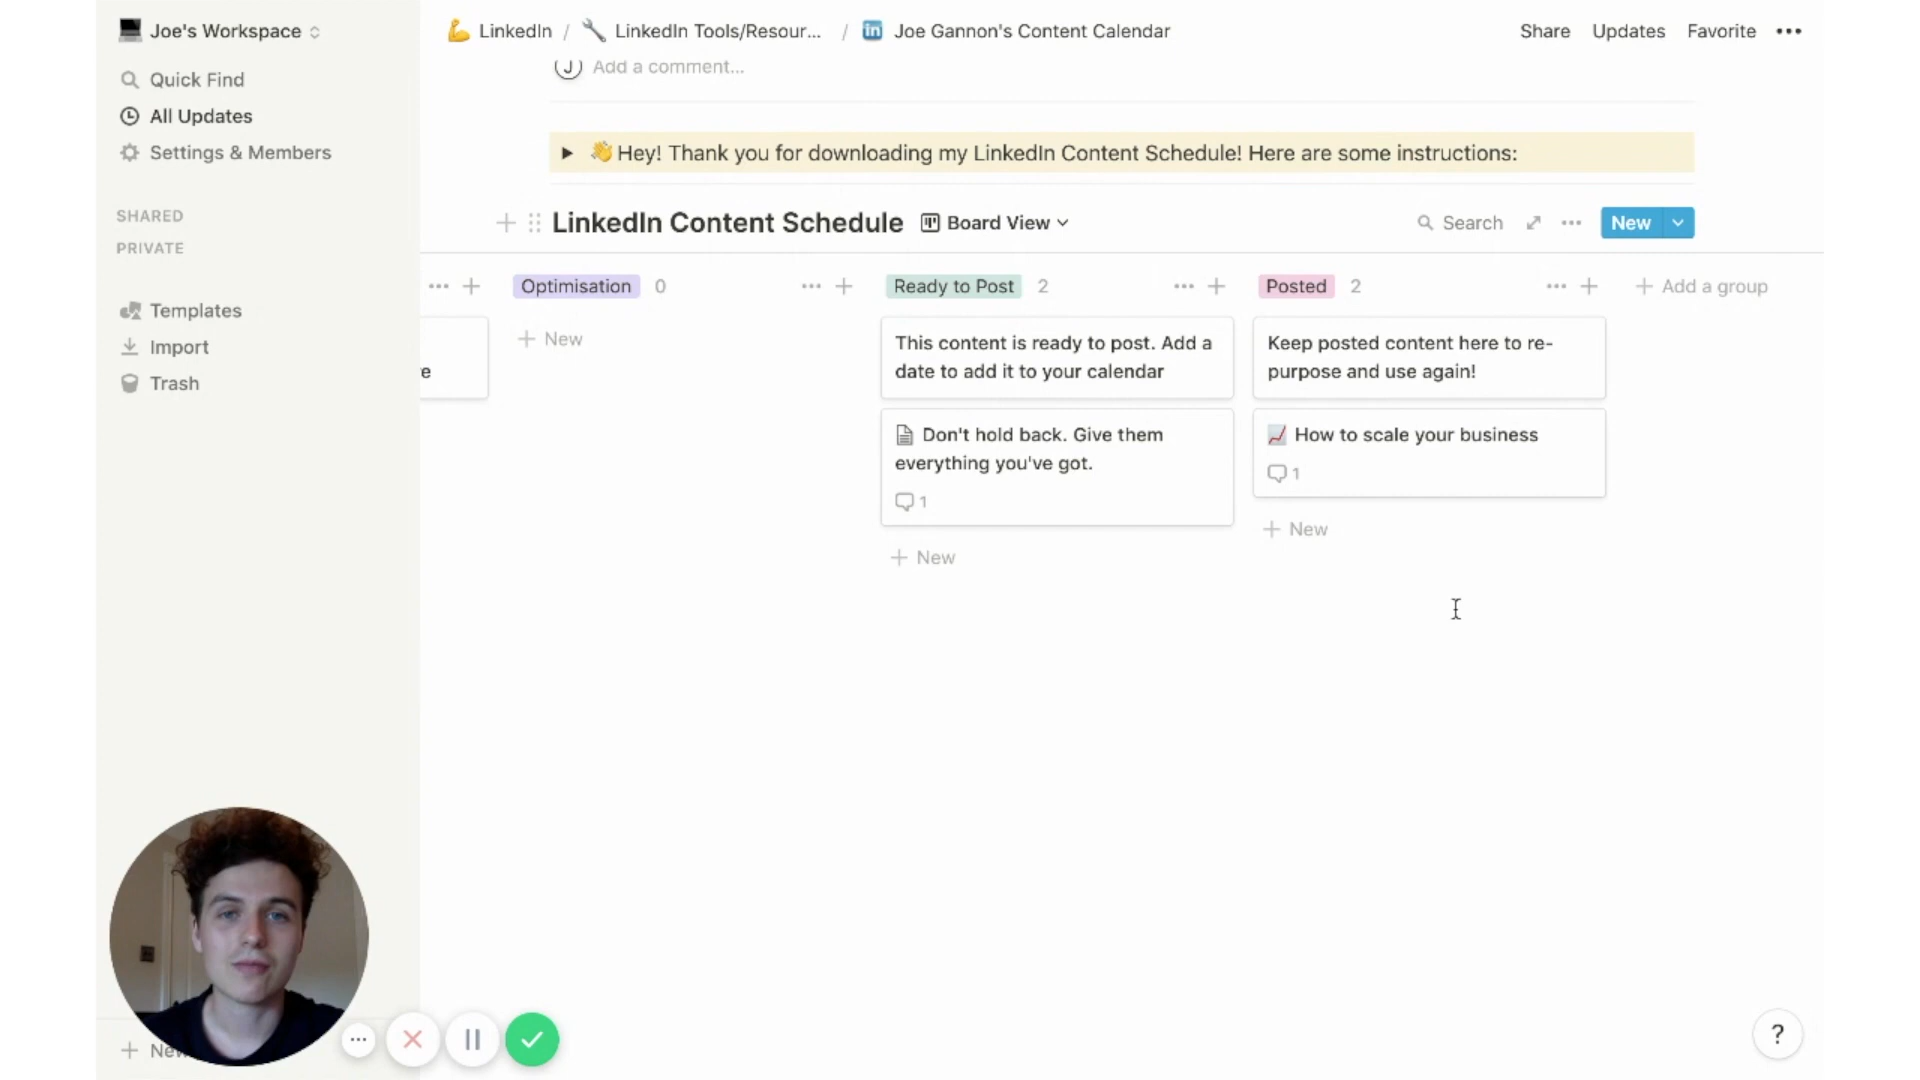 Joe's Workspace
LinkedIn / LinkedIn Tools/Resour... / Joe Gannon's Content Calendar
Share Updates Favorite
Quick Find
All Updates
Settings & Members
SHARED
PRIVATE
Templates
Import
Trash
J Add a comment...
👋 Hey! Thank you for downloading my LinkedIn Content Schedule! Here are some instructions:
LinkedIn Content Schedule Board View
Search New
Optimisation 0
Ready to Post 2
Posted 2
+ Add a group
re
+ New
This content is ready to post. Add a
date to add it to your calendar
Don't hold back. Give them
everything you've got.
1
+ New
Keep posted content here to re-
purpose and use again!
How to scale your business
1
+ New
?